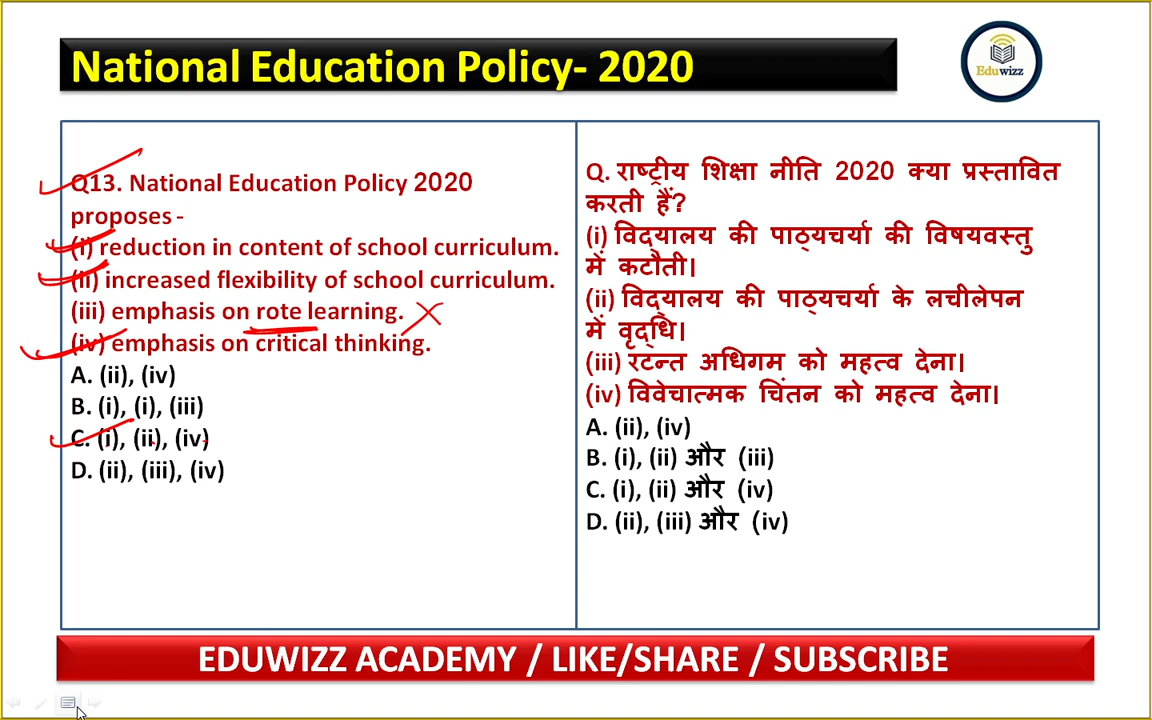 National Education Policy- 2020
Eduwizz
Q13. National Education Policy 2020
proposes -
(i) reduction in content of school curriculum.
(ii) increased flexibility of school curriculum.
(iii) emphasis on rote learning.
(iv) emphasis on critical thinking.
A. (ii), (iv)
B. (i), (i), (iii)
C. (i), (ii), (iv)
D. (ii), (iii), (iv)
Q. राष्ट्रीय शिक्षा नीति 2020 क्या प्रस्तावित
करती हैं?
(i) विद्यालय की पाठ्यचर्या की विषयवस्तु
में कटौती।
(ii) विद्यालय की पाठ्यचर्या के लचीलेपन
में वृद्धि।
(iii) रटन्त अधिगम को महत्व देना।
(iv) विवेचात्मक चिंतन को महत्व देना।
A. (ii), (iv)
B. (i), (ii) और (iii)
C. (i), (ii) और (iv)
D. (ii), (iii) और (iv)
EDUWIZZ ACADEMY / LIKE/SHARE / SUBSCRIBE